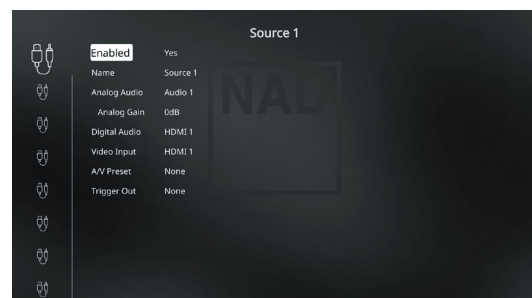 Source 1
Enabled Yes
Name Source 1
Analog Audio Audio 1
Analog Gain 0dB
Digital Audio HDMI 1
Video Input HDMI 1
A/V Preset None
Trigger Out None
NAD